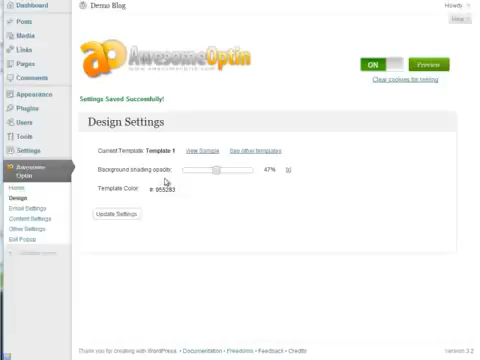 Dashboard
Posts
Media
Links
Pages
Comments
Appearance
Plugins
Users
Tools
Settings
Awesome
Optin
Home
Design
Email Settings
Content Settings
Other Settings
Exit Popup
Demo Blog
Howdy
Help
AwesomeOptin
ON
Preview
Clear cookies for testing
Settings Saved Successfully!
Design Settings
Current Template: Template 1 View Sample See other templates
Background shading opacity: 47%
Template Color: #: 055283
Update Settings
Thank you for creating with WordPress. • Documentation • Freedoms • Feedback • Credits
Version 3.2